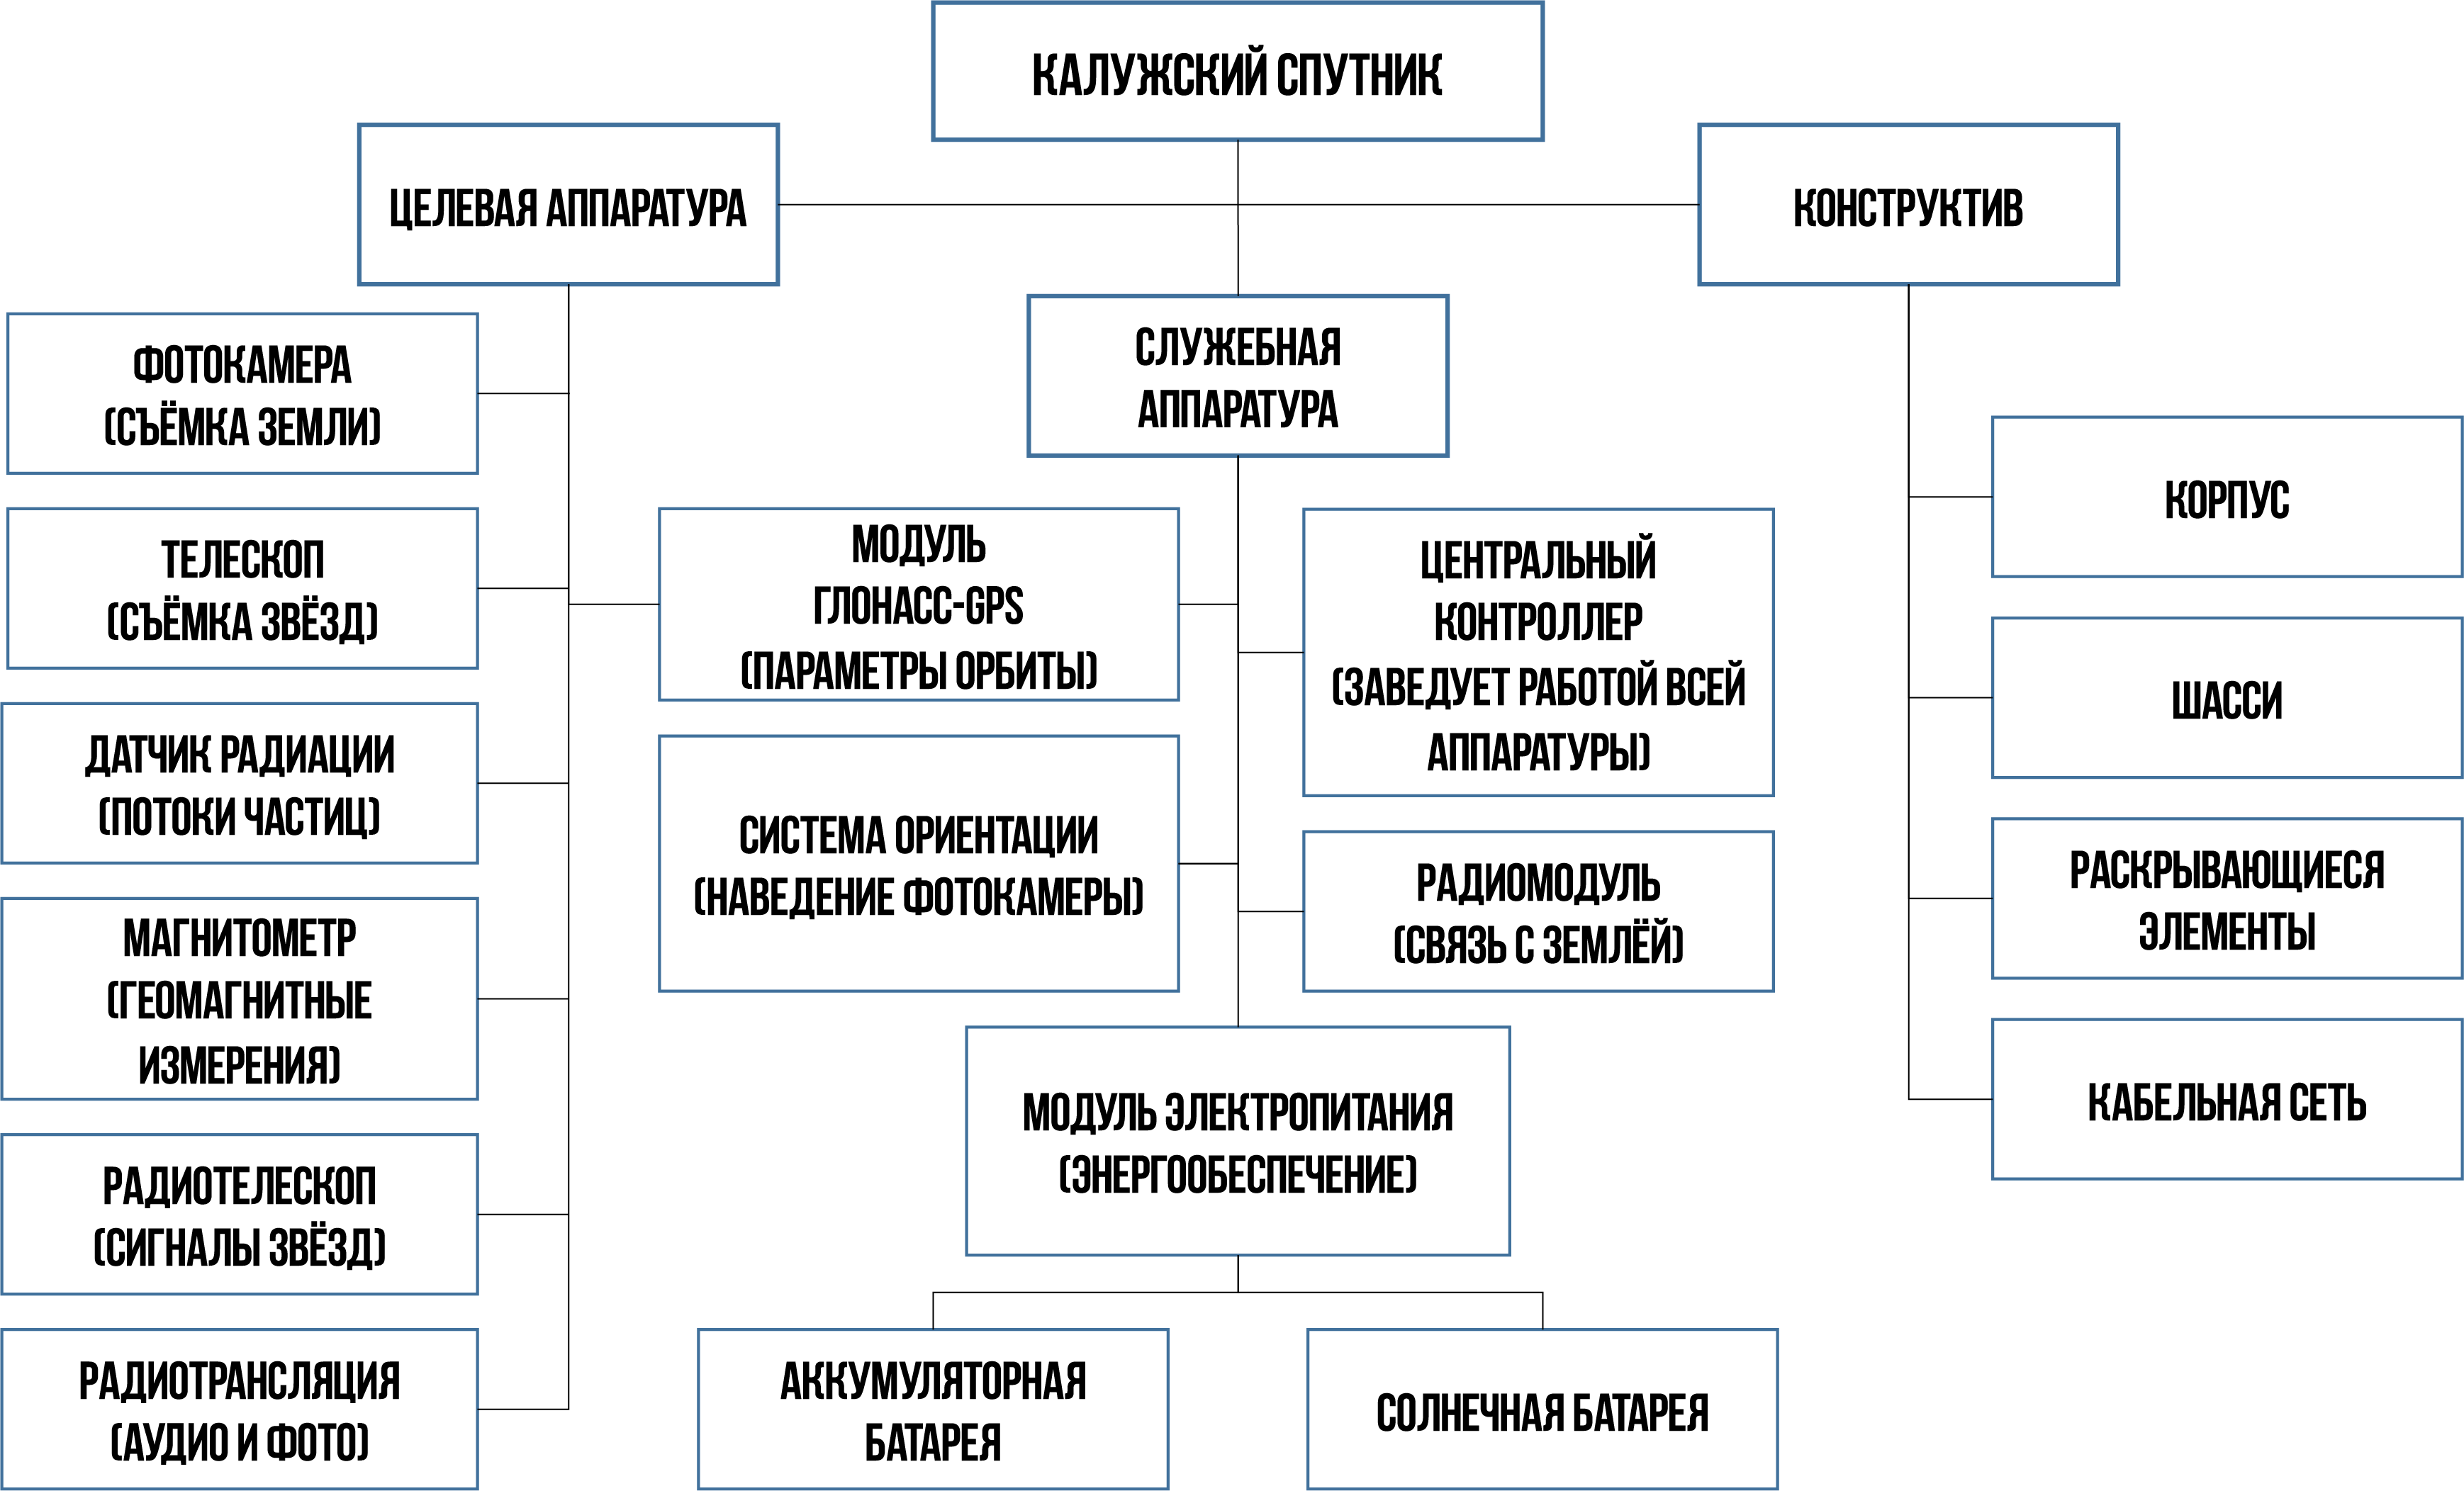 КАЛУЖСКИЙ СПУТНИК
ЦЕЛЕВАЯ АППАРАТУРА
КОНСТРУКТИВ
СЛУЖЕБНАЯ
АППАРАТУРА
ФОТОКАМЕРА
(СЪЁМКА ЗЕМЛИ)
ТЕЛЕСКОП
(СЪЁМКА ЗВЁЗД)
ДАТЧИК РАДИАЦИИ
(ПОТОКИ ЧАСТИЦ)
МАГНИТОМЕТР
(ГЕОМАГНИТНЫЕ
ИЗМЕРЕНИЯ)
РАДИОТЕЛЕСКОП
(СИГНАЛЫ ЗВЁЗД)
РАДИОТРАНСЛЯЦИЯ
(АУДИО И ФОТО)
МОДУЛЬ
ГЛОНАСС-GPS
(ПАРАМЕТРЫ ОРБИТЫ)
СИСТЕМА ОРИЕНТАЦИИ
(НАВЕДЕНИЕ ФОТОКАМЕРЫ)
ЦЕНТРАЛЬНЫЙ
КОНТРОЛЛЕР
(ЗАВЕДУЕТ РАБОТОЙ ВСЕЙ
АППАРАТУРЫ)
РАДИОМОДУЛЬ
(СВЯЗЬ С ЗЕМЛЁЙ)
МОДУЛЬ ЭЛЕКТРОПИТАНИЯ
(ЭНЕРГООБЕСПЕЧЕНИЕ)
АККУМУЛЯТОРНАЯ
БАТАРЕЯ
СОЛНЕЧНАЯ БАТАРЕЯ
КОРПУС
ШАССИ
РАСКРЫВАЮЩИЕСЯ
ЭЛЕМЕНТЫ
КАБЕЛЬНАЯ СЕТЬ